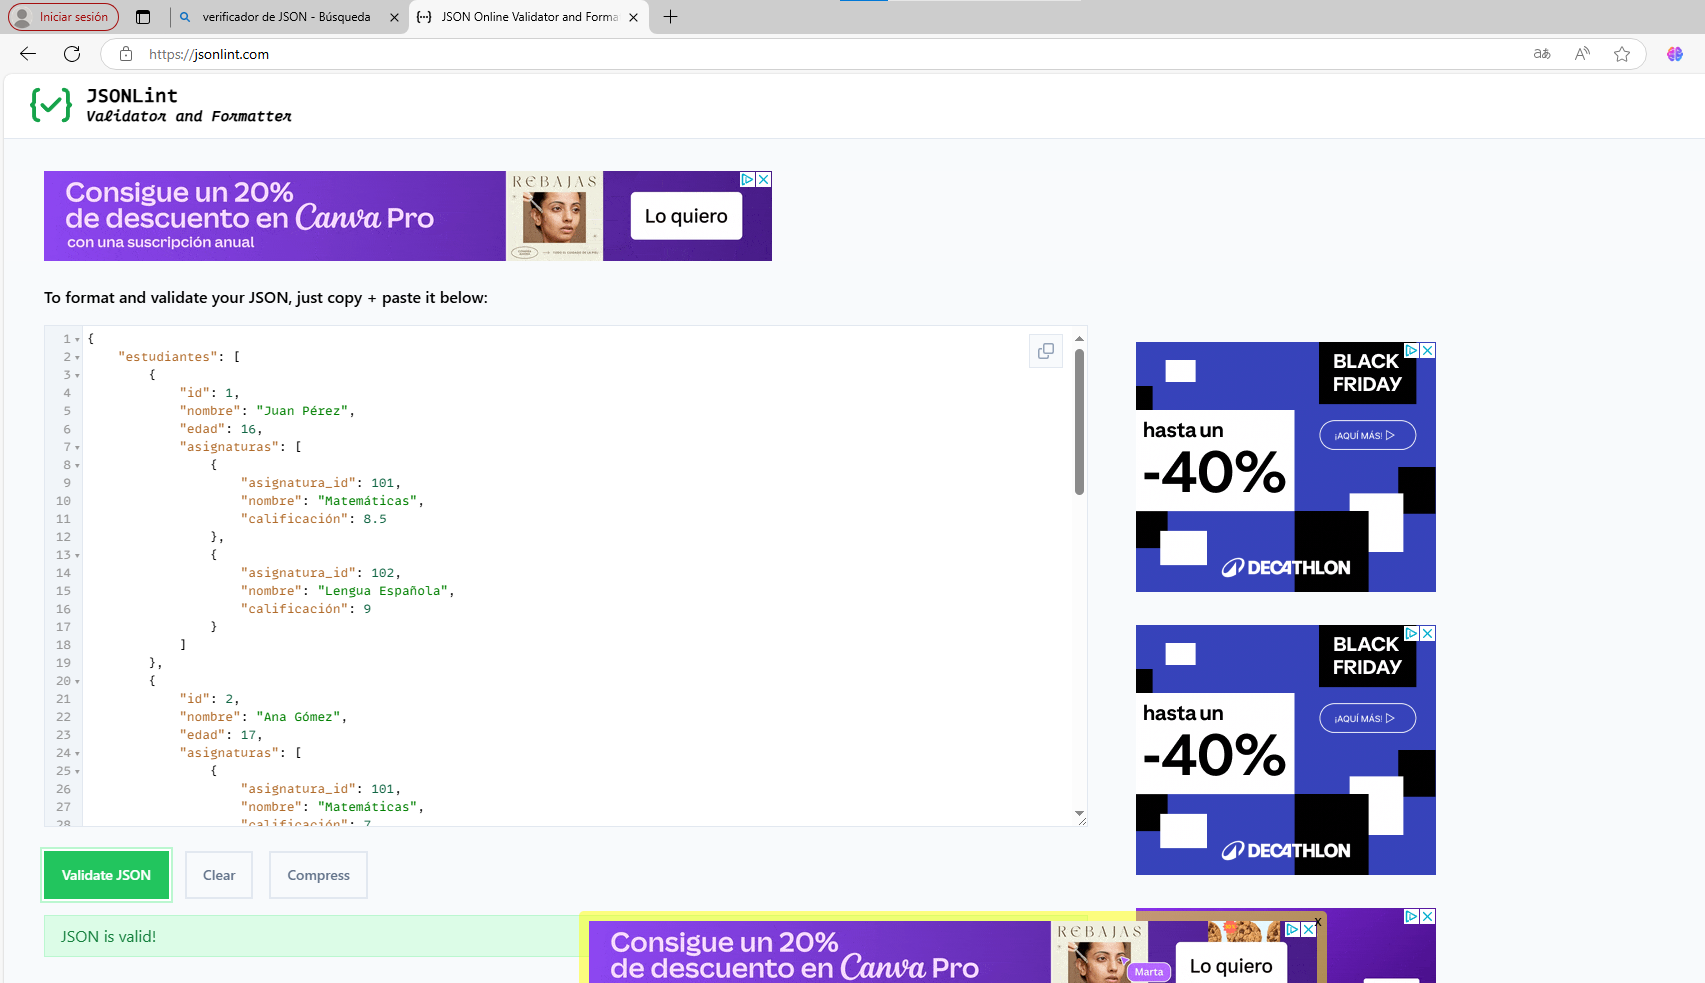 Iniciar sesión
verificador de JSON - Búsqueda
JSON Online Validator and Forma
https://jsonlint.com
JSONLint
Validator and Formatter
Consigue un 20%
de descuento en Canva Pro
con una suscripción anual
REBAJAS
Lo quiero
To format and validate your JSON, just copy + paste it below:
1 {
2 "estudiantes": [
3 {
4 "id": 1,
5 "nombre": "Juan Pérez",
6 "edad": 16,
7 "asignaturas": [
8 {
9 "asignatura_id": 101,
10 "nombre": "Matemáticas",
11 "calificación": 8.5
12 },
13 {
14 "asignatura_id": 102,
15 "nombre": "Lengua Española",
16 "calificación": 9
17 }
18 ]
19 },
20 {
21 "id": 2,
22 "nombre": "Ana Gómez",
23 "edad": 17,
24 "asignaturas": [
25 {
26 "asignatura_id": 101,
27 "nombre": "Matemáticas",
28 "calificación": 7
BLACK
FRIDAY
hasta un
-40%
¡AQUÍ MÁS!
DECATHLON
BLACK
FRIDAY
hasta un
-40%
¡AQUÍ MÁS!
DECATHLON
Validate JSON
Clear
Compress
JSON is valid!
Consigue un 20%
de descuento en Canva Pro
REBAJAS
Marta
Lo quiero
x